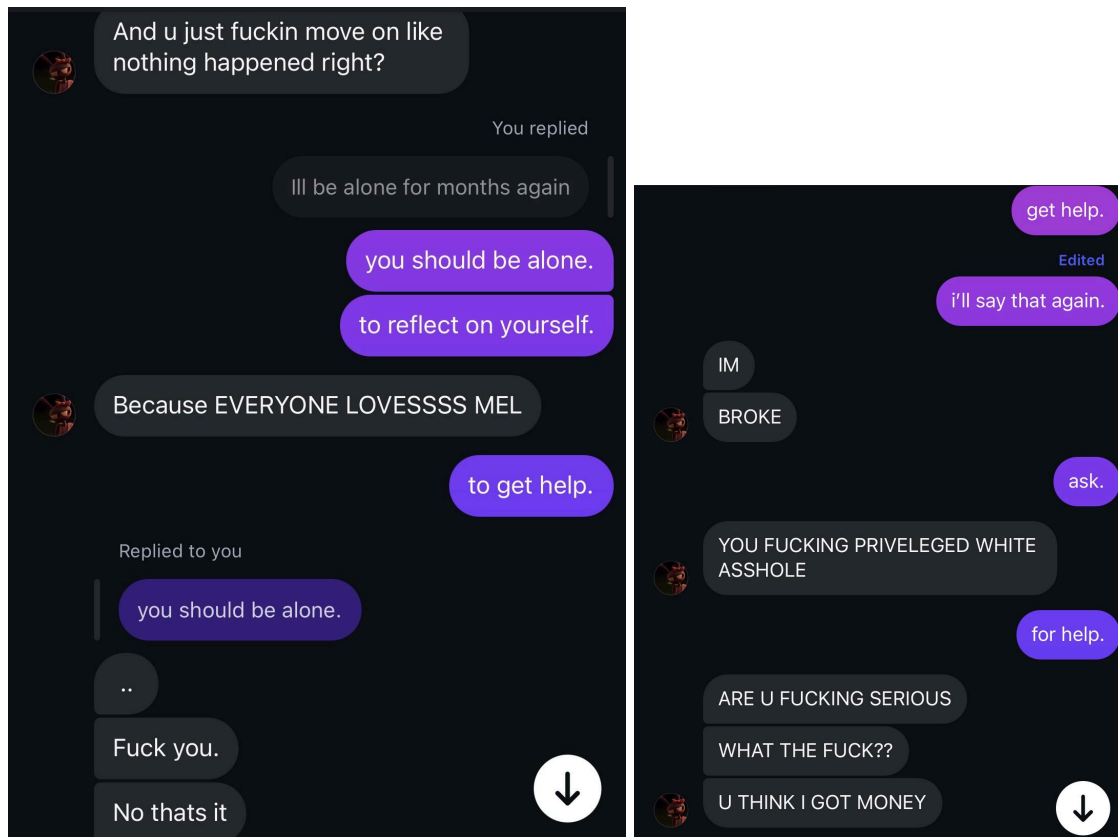 And u just fuckin move on like
nothing happened right?
You replied
Ill be alone for months again
you should be alone.
to reflect on yourself.
Because EVERYONE LOVESSSS MEL
to get help.
Replied to you
you should be alone.
..
Fuck you.
No thats it
get help.
Edited
i’ll say that again.
IM
BROKE
ask.
YOU FUCKING PRIVELEGED WHITE
ASSHOLE
for help.
ARE U FUCKING SERIOUS
WHAT THE FUCK??
U THINK I GOT MONEY